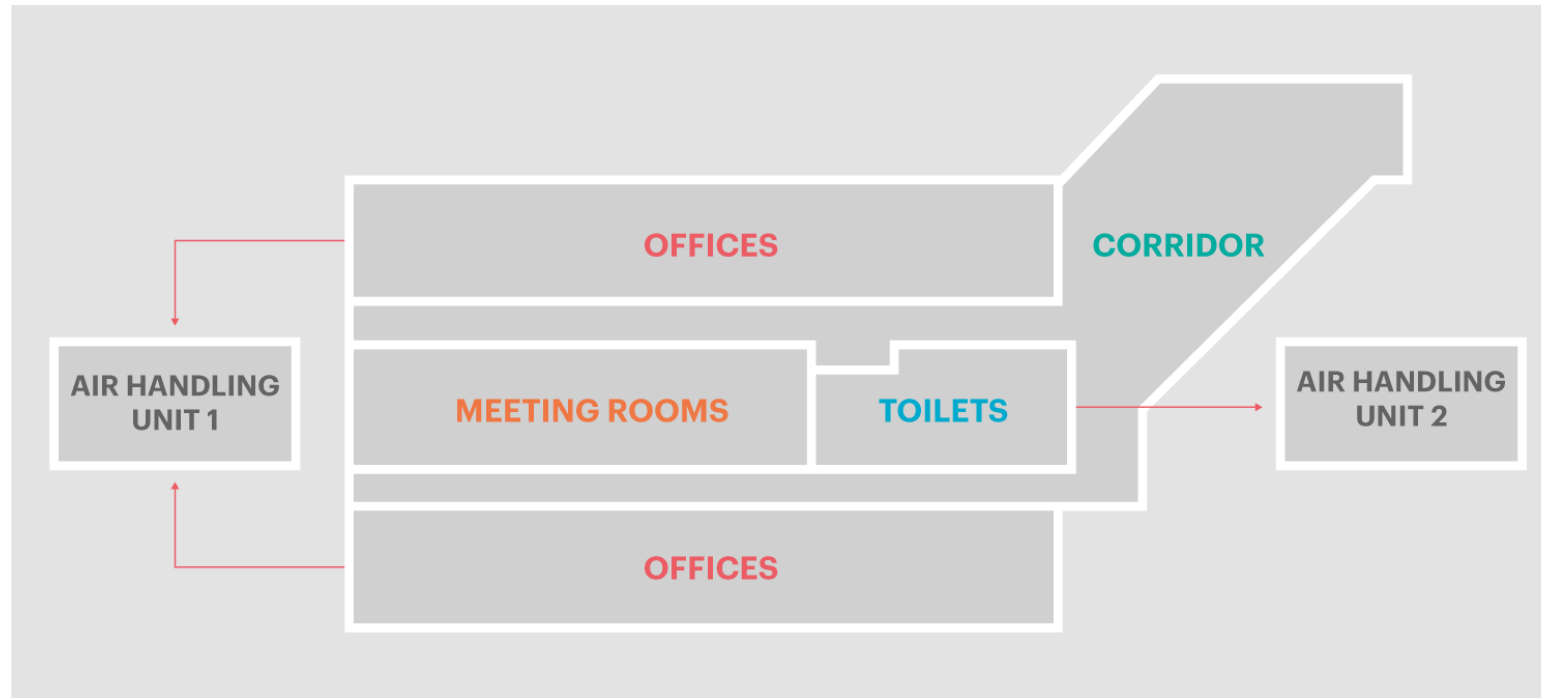 OFFICES
CORRIDOR
AIR HANDLING
UNIT 1
MEETING ROOMS
TOILETS
AIR HANDLING
UNIT 2
OFFICES